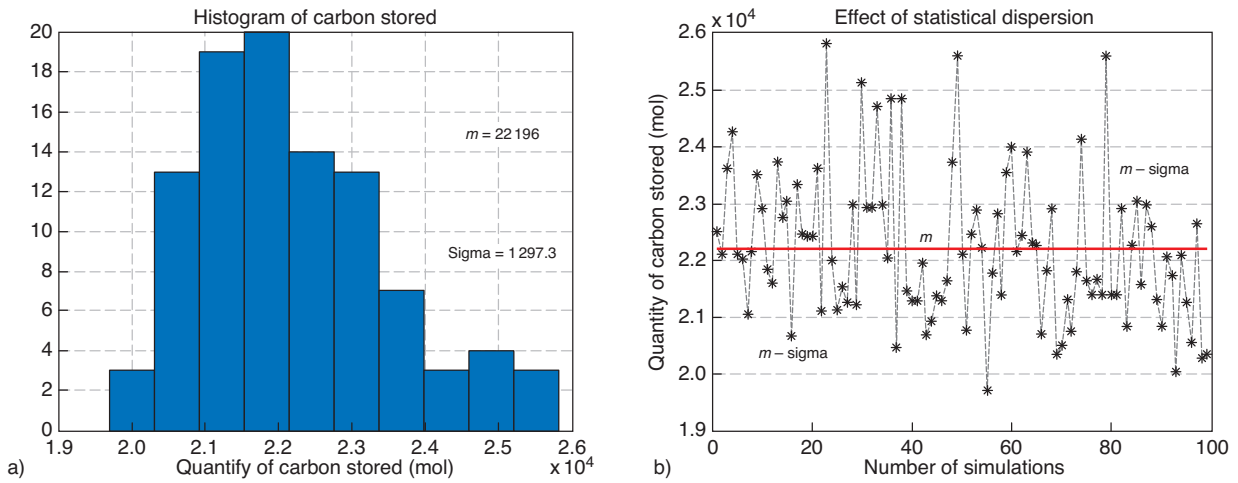 Histogram of carbon stored
20
18
16
14
12
10
8
6
4
2
0
m = 22 196
Sigma = 1 297.3
1.9 2.0 2.1 2.2 2.3 2.4 2.5 2.6
x 10^4
Quantify of carbon stored (mol)
a)
Effect of statistical dispersion
x 10^4
2.6
2.5
2.4
2.3
2.2
2.1
2.0
1.9
Quantity of carbon stored (mol)
m – sigma
m
m – sigma
0 20 40 60 80 100
Number of simulations
b)